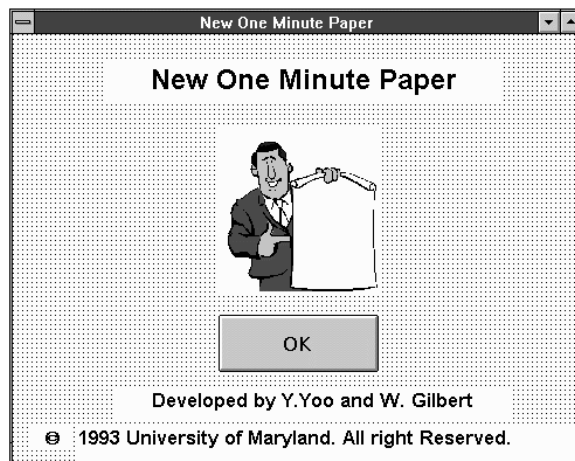 New One Minute Paper
New One Minute Paper
OK
Developed by Y.Yoo and W. Gilbert
© 1993 University of Maryland. All right Reserved.